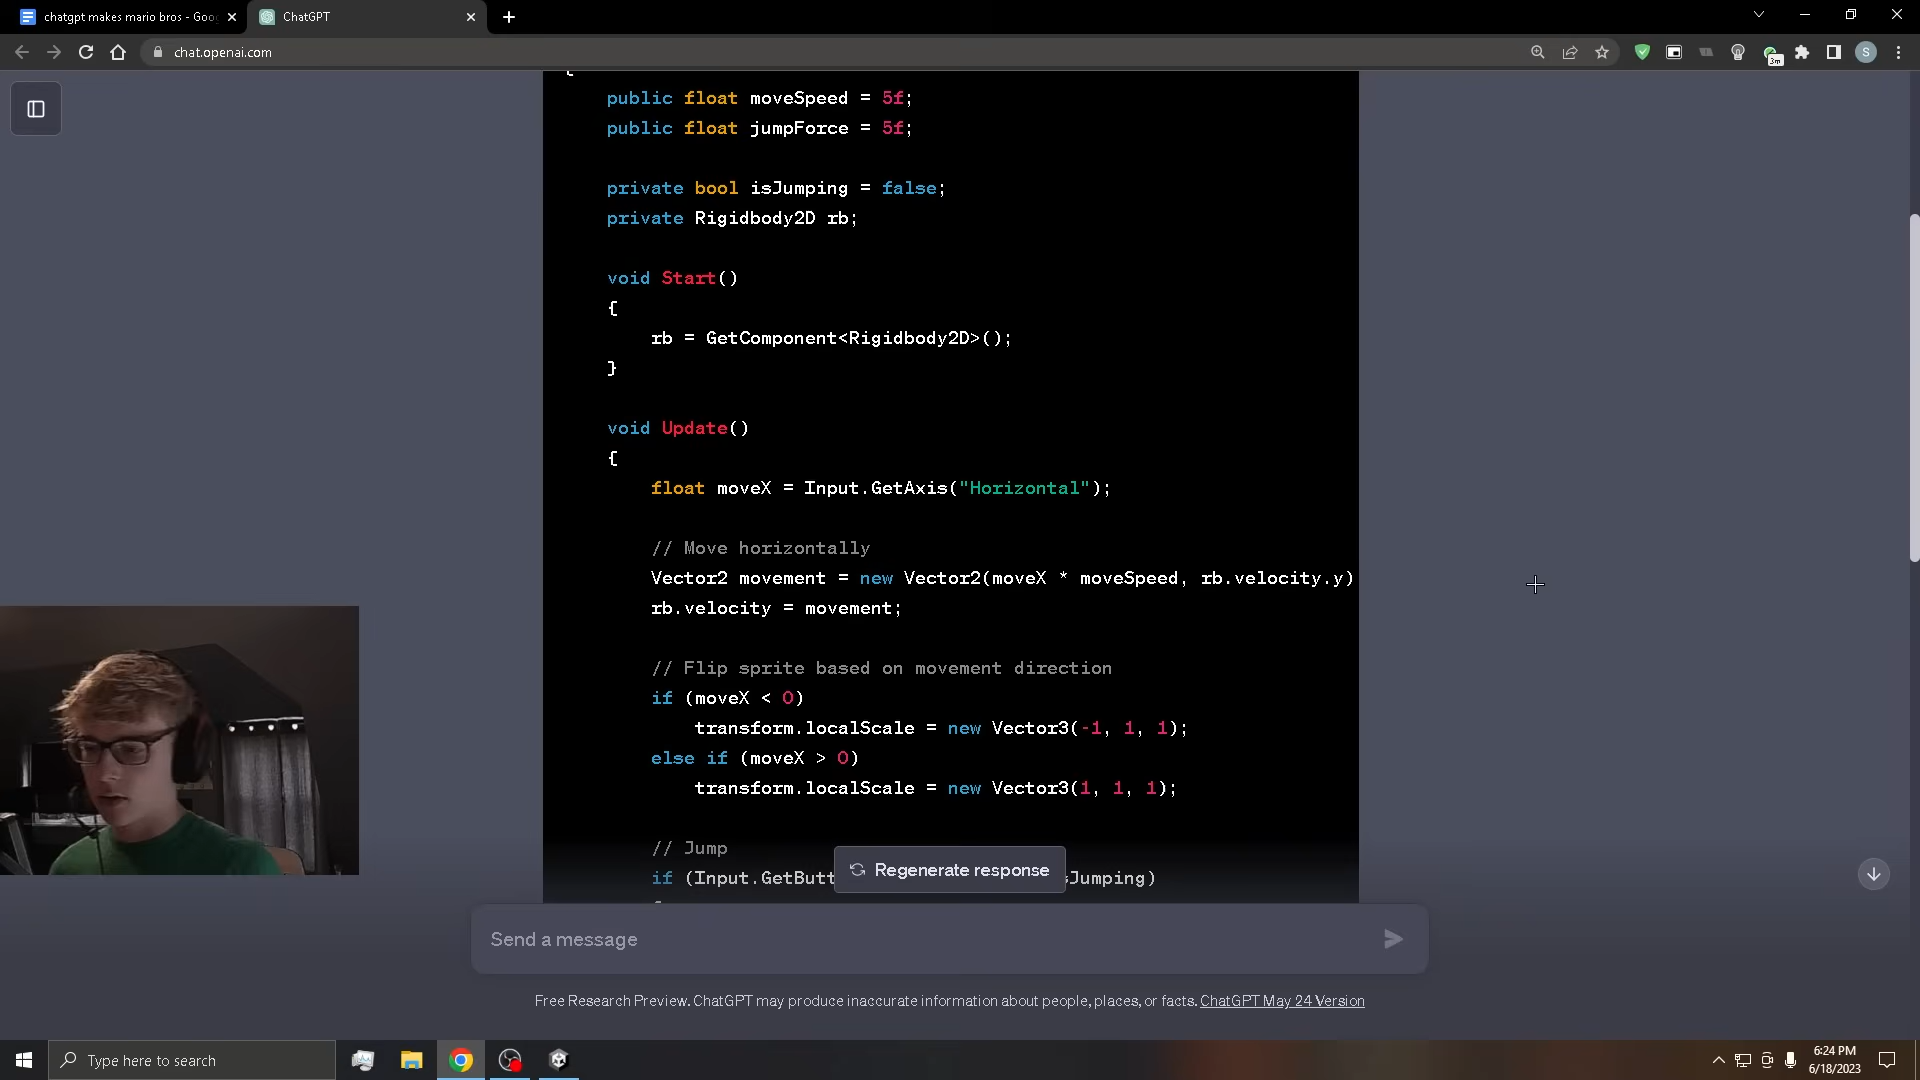 chatgpt makes mario bros - Goo
ChatGPT
chat.openai.com
3m
S
{
public float moveSpeed = 5f;
public float jumpForce = 5f;
private bool isJumping = false;
private Rigidbody2D rb;
void Start()
{
rb = GetComponent<Rigidbody2D>();
}
void Update()
{
float moveX = Input.GetAxis("Horizontal");
// Move horizontally
Vector2 movement = new Vector2(moveX * moveSpeed, rb.velocity.y)
rb.velocity = movement;
// Flip sprite based on movement direction
if (moveX < 0)
transform.localScale = new Vector3(-1, 1, 1);
else if (moveX > 0)
transform.localScale = new Vector3(1, 1, 1);
// Jump
if (Input.GetButt
Regenerate response
sJumping)
Send a message
Free Research Preview. ChatGPT may produce inaccurate information about people, places, or facts. ChatGPT May 24 Version
Type here to search
6:24 PM
6/18/2023